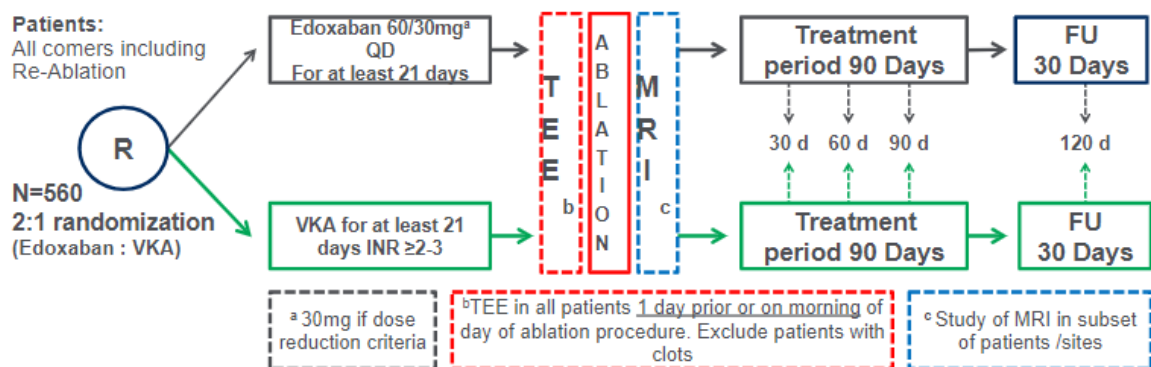 Patients:
All comers including
Re-Ablation
R
N=560
2:1 randomization
(Edoxaban : VKA)
Edoxaban 60/30mgª
QD
For at least 21 days
VKA for at least 21
days INR ≥2-3
TEE
b
ABLATION
MRI
c
Treatment
period 90 Days
FU
30 Days
30 d 60 d 90 d 120 d
Treatment
period 90 Days
FU
30 Days
ª 30mg if dose
reduction criteria
ᵇTEE in all patients 1 day prior or on morning of
day of ablation procedure. Exclude patients with
clots
ᶜ Study of MRI in subset
of patients /sites